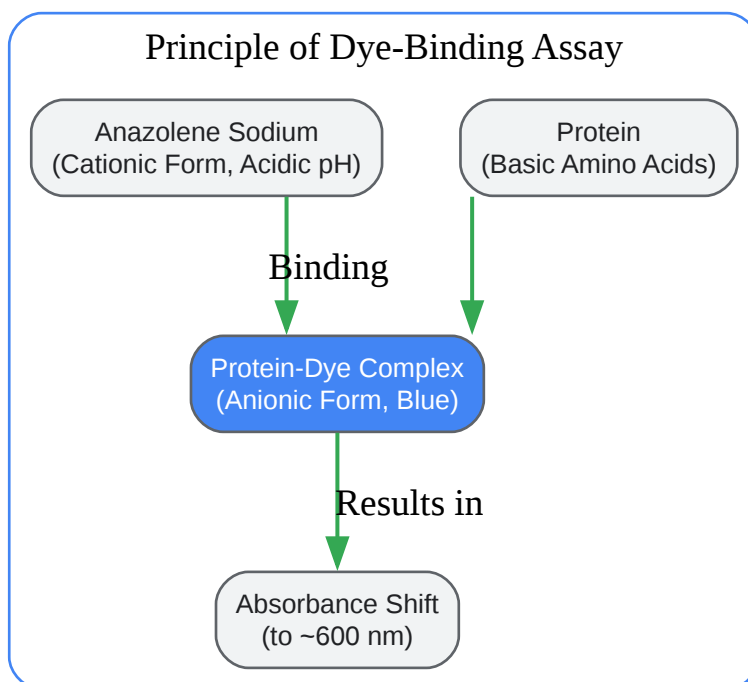 Principle of Dye-Binding Assay
Anazolene Sodium
(Cationic Form, Acidic pH)
Protein
(Basic Amino Acids)
Binding
Protein-Dye Complex
(Anionic Form, Blue)
Results in
Absorbance Shift
(to ~600 nm)